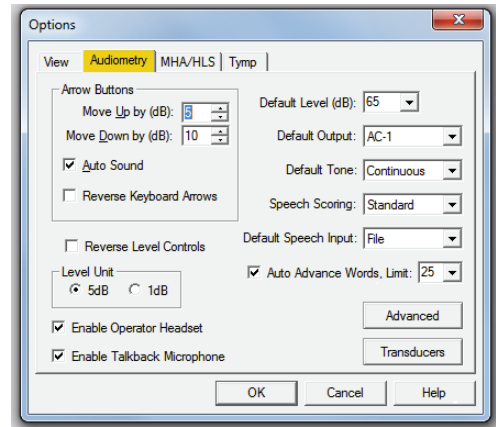 Options
View Audiometry MHA/HLS Tymp
Arrow Buttons
Move Up by (dB): 5
Move Down by (dB): 10
Auto Sound
Reverse Keyboard Arrows
Reverse Level Controls
Level Unit
5dB 1dB
Enable Operator Headset
Enable Talkback Microphone
Default Level (dB): 65
Default Output: AC-1
Default Tone: Continuous
Speech Scoring: Standard
Default Speech Input: File
Auto Advance Words, Limit: 25
Advanced
Transducers
OK Cancel Help